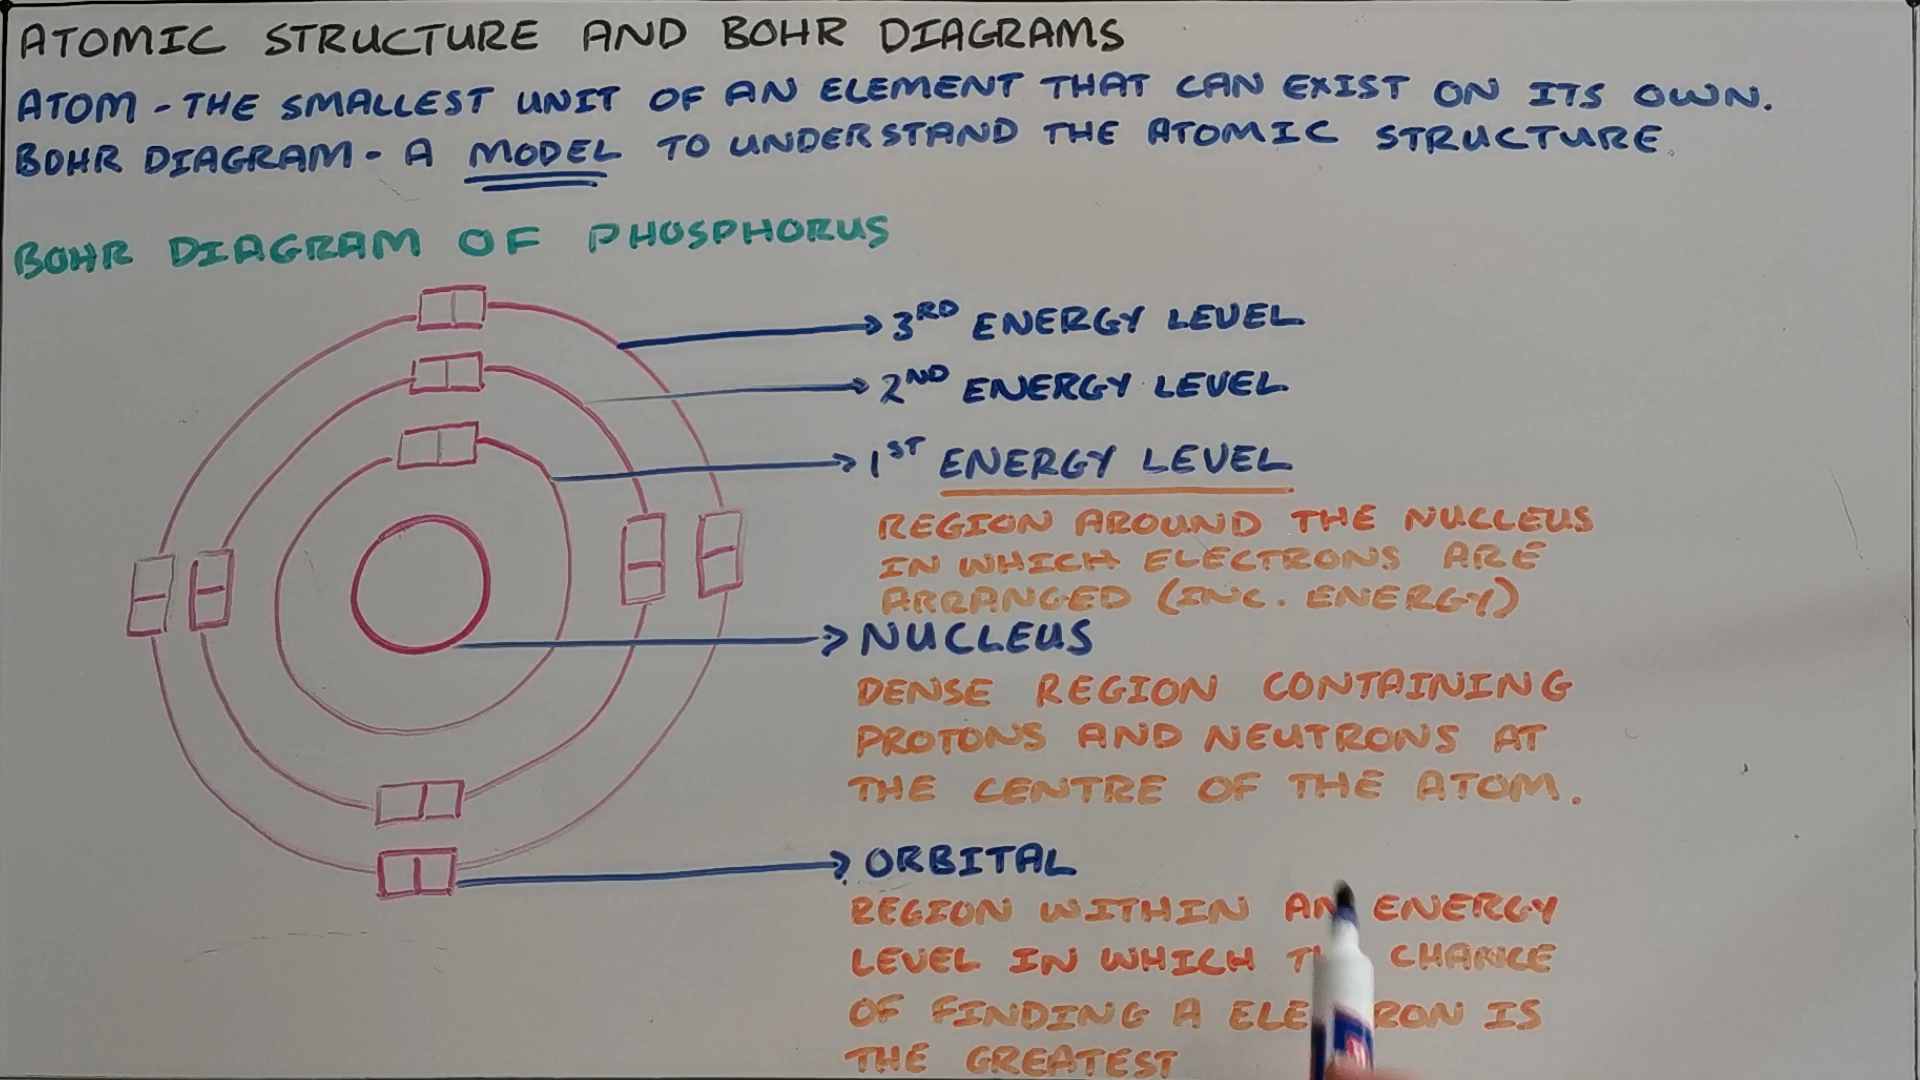 ATOMIC STRUCTURE AND BOHR DIAGRAMS
ATOM - THE SMALLEST UNIT OF AN ELEMENT THAT CAN EXIST ON ITS OWN.
BOHR DIAGRAM - A MODEL TO UNDERSTAND THE ATOMIC STRUCTURE.
BOHR DIAGRAM OF PHOSPHORUS
3RD ENERGY LEVEL
2ND ENERGY LEVEL
1ST ENERGY LEVEL
REGION AROUND THE NUCLEUS
IN WHICH ELECTRONS ARE
ARRANGED (INC. ENERGY)
NUCLEUS
DENSE REGION CONTAINING
PROTONS AND NEUTRONS AT
THE CENTRE OF THE ATOM.
ORBITAL
REGION WITHIN AN ENERGY
LEVEL IN WHICH CHANCE
OF FINDING A IS
THE GREATEST